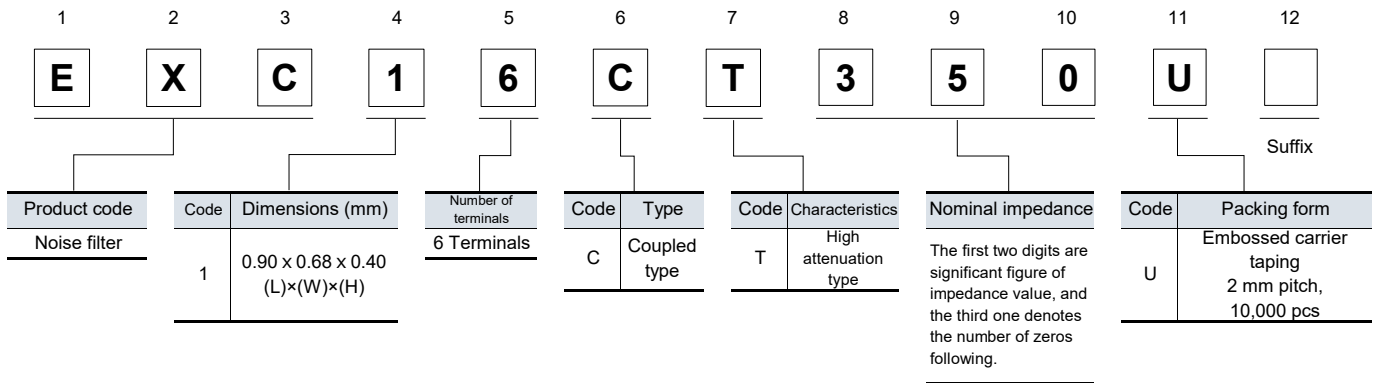 1 2 3 4 5 6 7 8 9 10 11 12
E X C 1 6 C T 3 5 0 U
Suffix
Product code
Noise filter
Code Dimensions (mm)
1
0.90 x 0.68 x 0.40
(L)×(W)×(H)
Number of
terminals
6 Terminals
Code Type
C
Coupled
type
Code Characteristics
T
High
attenuation
type
Nominal impedance
The first two digits are
significant figure of
impedance value, and
the third one denotes
the number of zeros
following.
Code Packing form
U
Embossed carrier
taping
2 mm pitch,
10,000 pcs